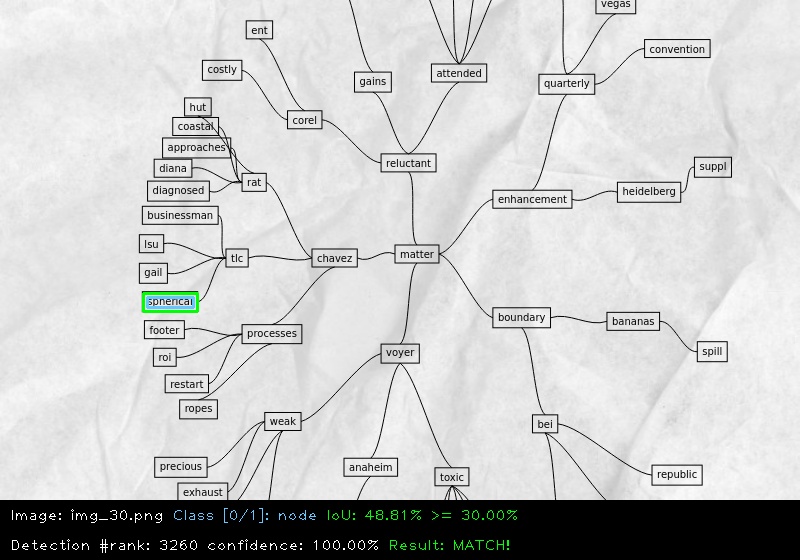 vegas
ent
convention
costly
gains
attended
quarterly
hut
corel
coastal
approaches
reluctant
diana
suppl
rat
diagnosed
heidelberg
enhancement
businessman
lsu
matter
tlc
chavez
gail
spherical
boundary
bananas
footer
processes
voyer
spill
roi
restart
ropes
weak
bei
precious
anaheim
republic
toxic
exhaust
Image: img_30.png Class [0/1]: node IoU: 48.81% >= 30.00%
Detection #rank: 3260 confidence: 100.00% Result: MATCH!